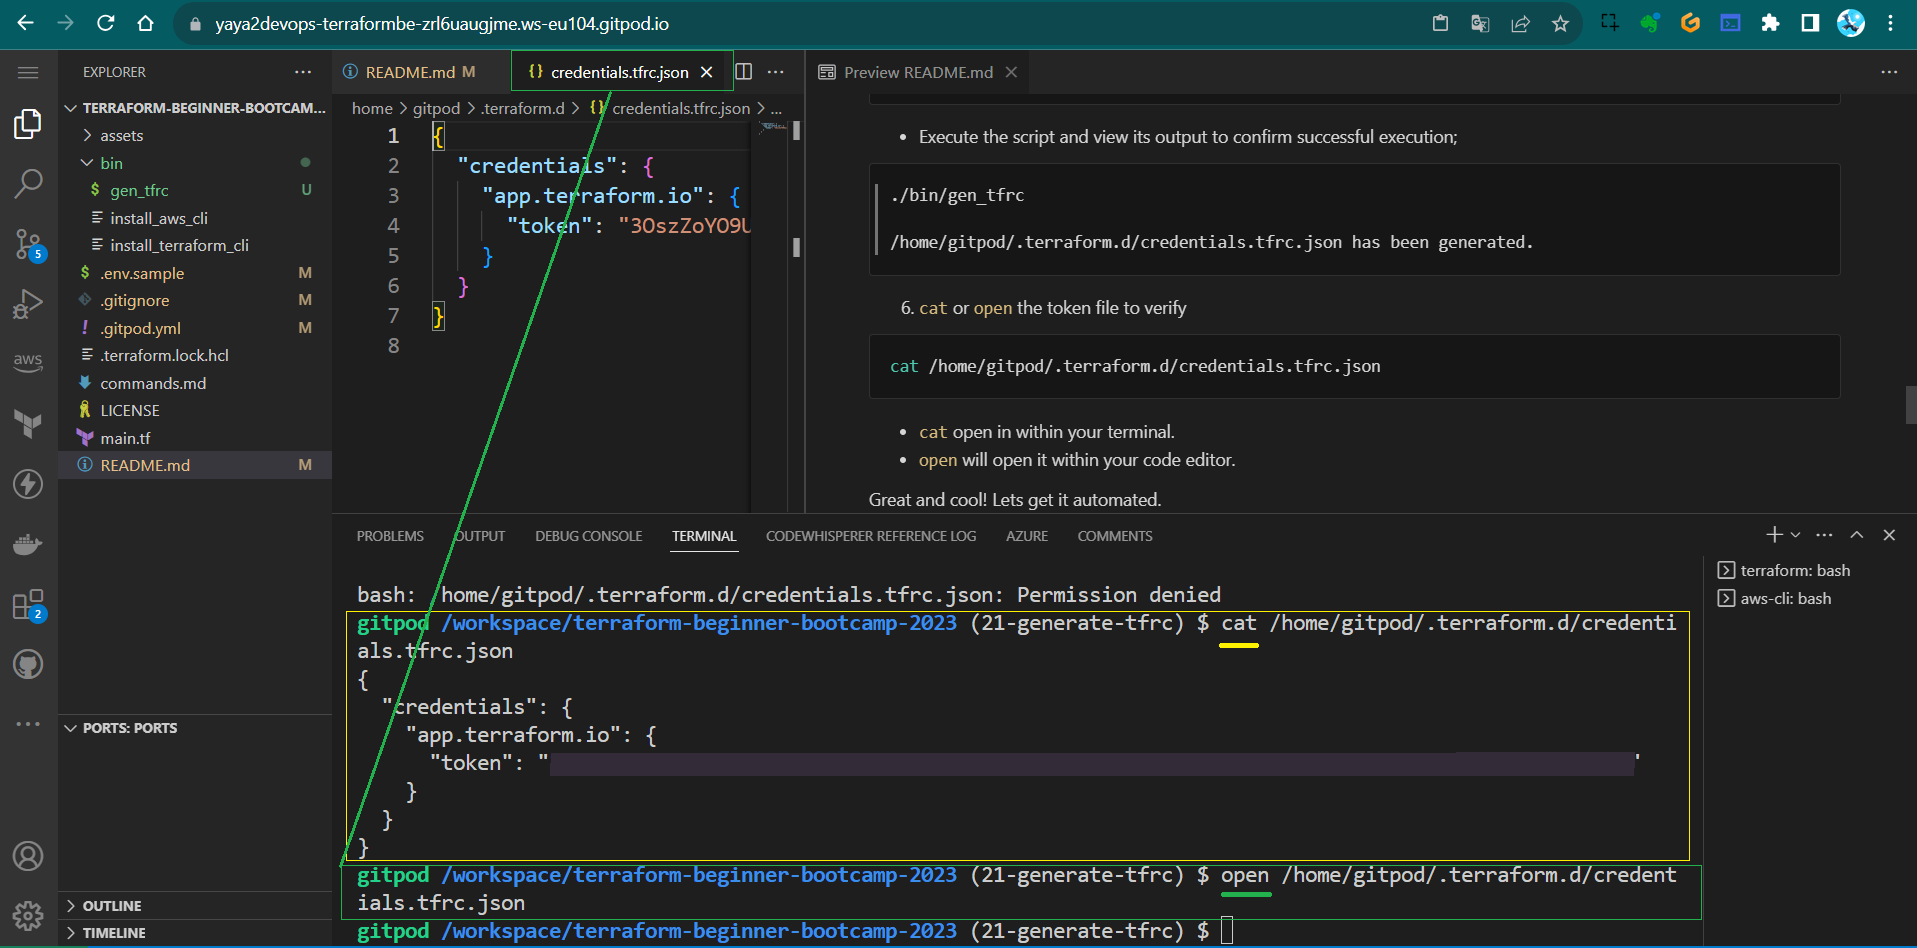 yaya2devops-terraformbe-zrl6uaugjme.ws-eu104.gitpod.io
EXPLORER
TERRAFORM-BEGINNER-BOOTCAM...
assets
bin
$ gen_tfrc U
install_aws_cli
install_terraform_cli
$ .env.sample M
.gitignore M
! .gitpod.yml M
.terraform.lock.hcl
commands.md
LICENSE
main.tf
README.md M
PORTS: PORTS
OUTLINE
TIMELINE
5
aws
2
README.md M
{} credentials.tfrc.json
home > gitpod > .terraform.d > {} credentials.tfrc.json > ...
1 {
2 "credentials": {
3 "app.terraform.io": {
4 "token": "3OszZoYO9U
5 }
6 }
7 }
8
Preview README.md
• Execute the script and view its output to confirm successful execution;
./bin/gen_tfrc
/home/gitpod/.terraform.d/credentials.tfrc.json has been generated.
6. cat or open the token file to verify
cat /home/gitpod/.terraform.d/credentials.tfrc.json
• cat open in within your terminal.
• open will open it within your code editor.
Great and cool! Lets get it automated.
PROBLEMS OUTPUT DEBUG CONSOLE TERMINAL CODEWHISPERER REFERENCE LOG AZURE COMMENTS
bash: /home/gitpod/.terraform.d/credentials.tfrc.json: Permission denied
gitpod /workspace/terraform-beginner-bootcamp-2023 (21-generate-tfrc) $ cat /home/gitpod/.terraform.d/credenti
als.tfrc.json
{
"credentials": {
"app.terraform.io": {
"token": "
}
}
}
gitpod /workspace/terraform-beginner-bootcamp-2023 (21-generate-tfrc) $ open /home/gitpod/.terraform.d/credent
ials.tfrc.json
gitpod /workspace/terraform-beginner-bootcamp-2023 (21-generate-tfrc) $
terraform: bash
aws-cli: bash